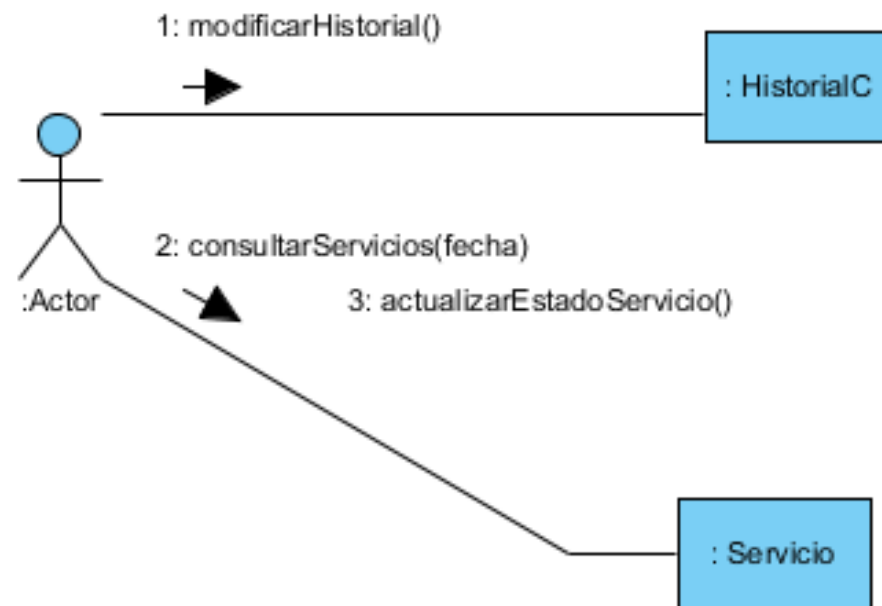 1: modificarHistorial()
: HistorialC
2: consultarServicios(fecha)
:Actor
3: actualizarEstadoServicio()
: Servicio